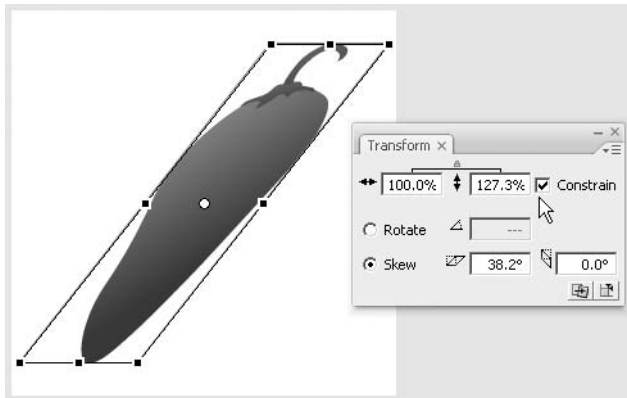 Transform ×
100.0% 127.3% Constrain
Rotate ---
Skew 38.2° 0.0°